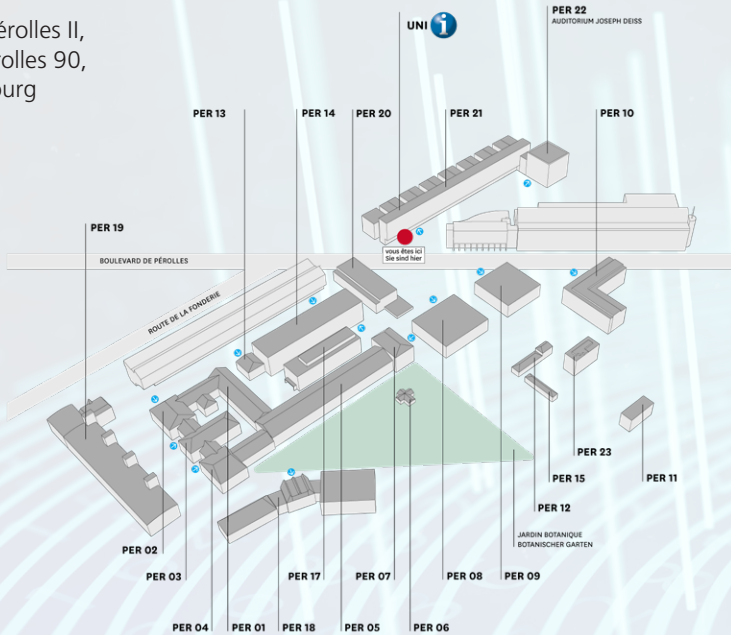 érolles II,
rolles 90,
ourg
UNI i
PER 22
AUDITORIUM JOSEPH DEISS
PER 13
PER 14
PER 20
PER 21
PER 10
PER 19
BOULEVARD DE PÉROLLES
vous êtes ici
Sie sind hier
ROUTE DE LA FONDERIE
PER 23
PER 15
PER 11
PER 12
JARDIN BOTANIQUE
BOTANISCHER GARTEN
PER 02
PER 03
PER 17
PER 07
PER 08
PER 09
PER 04
PER 01
PER 18
PER 05
PER 06